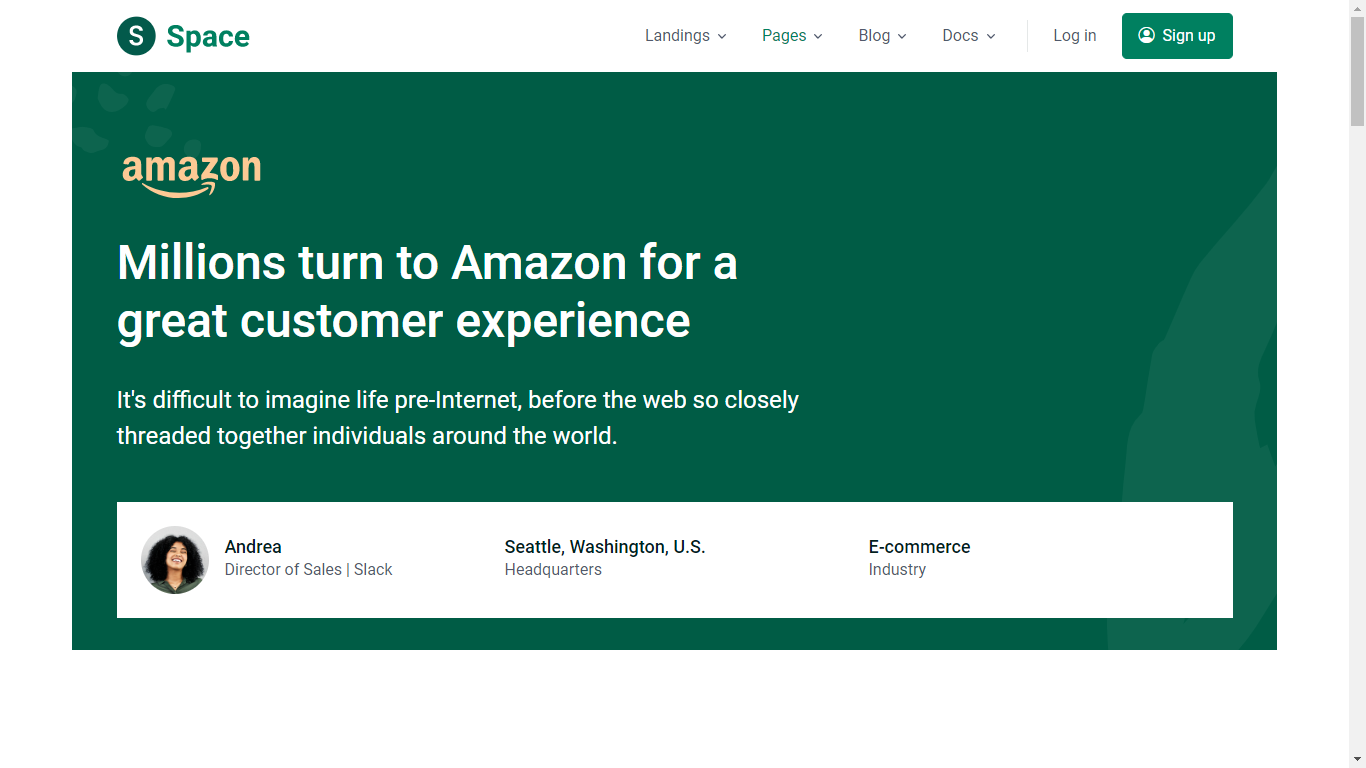 S Space
Landings
Pages
Blog
Docs
Log in
Sign up
amazon
Millions turn to Amazon for a
great customer experience
It's difficult to imagine life pre-Internet, before the web so closely
threaded together individuals around the world.
Andrea
Director of Sales | Slack
Seattle, Washington, U.S.
Headquarters
E-commerce
Industry